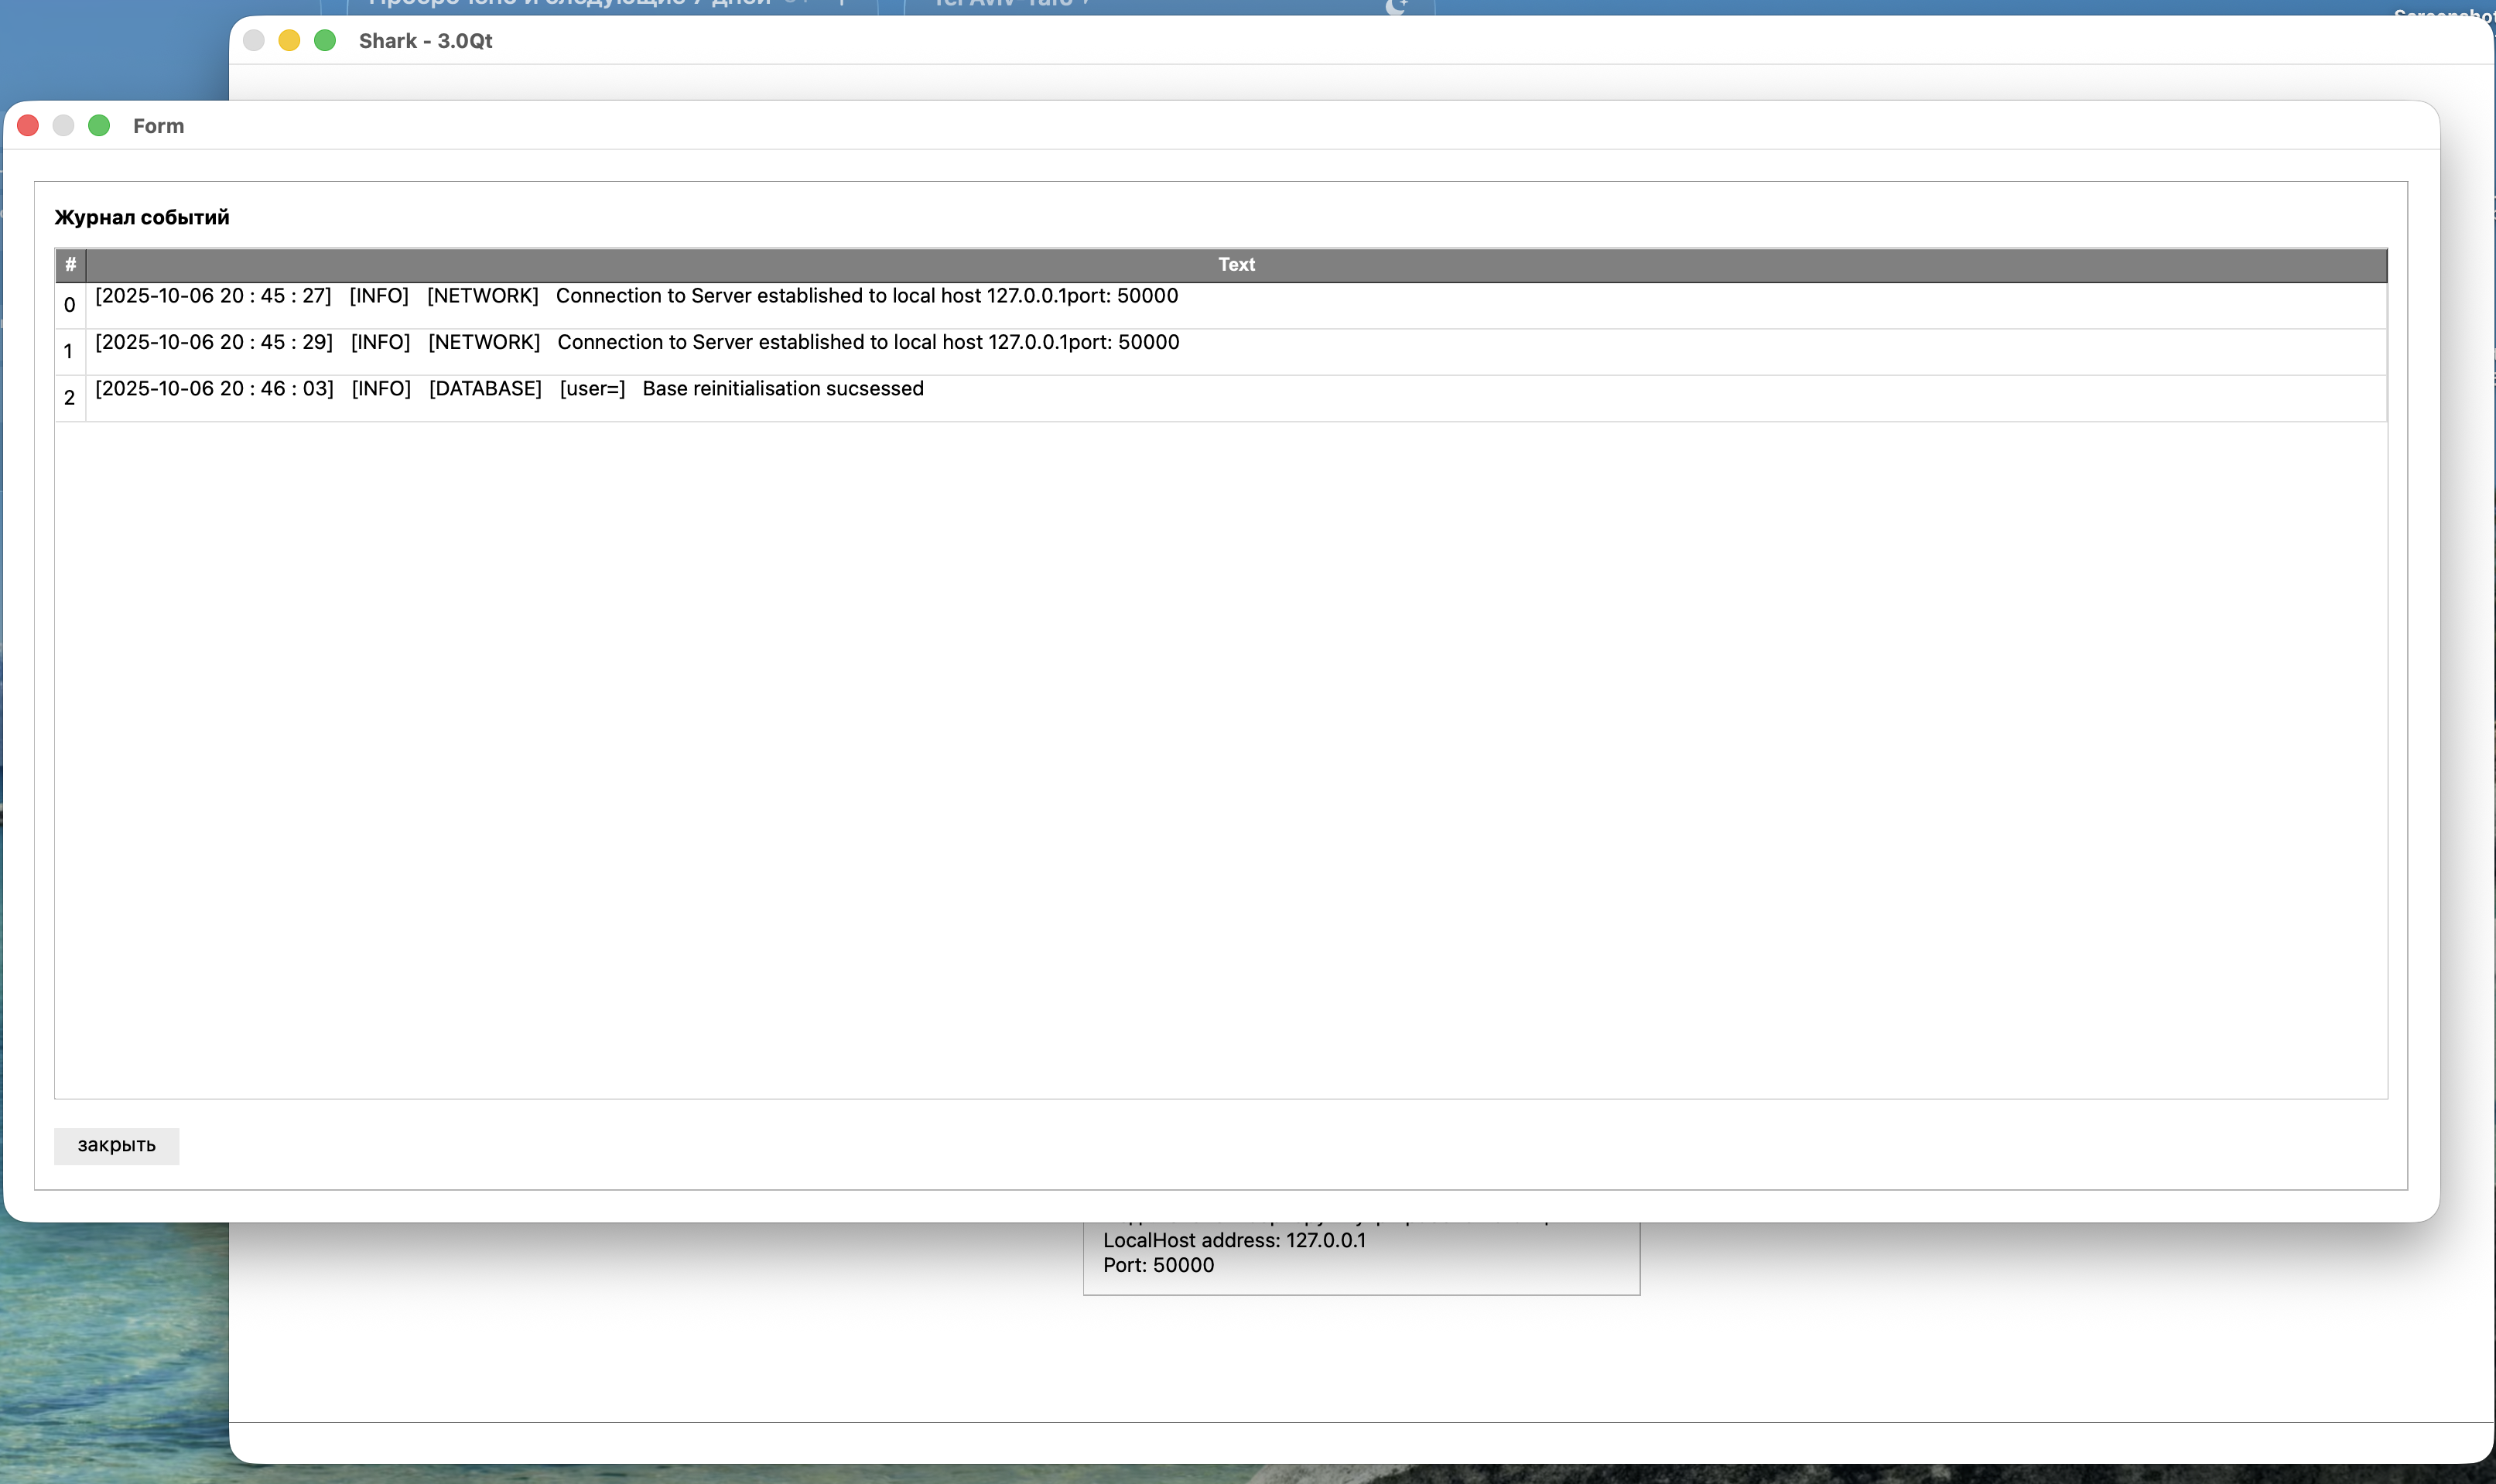 Shark - 3.0Qt
Form
Журнал событий
# Text
0 [2025-10-06 20 : 45 : 27] [INFO] [NETWORK] Connection to Server established to local host 127.0.0.1port: 50000
1 [2025-10-06 20 : 45 : 29] [INFO] [NETWORK] Connection to Server established to local host 127.0.0.1port: 50000
2 [2025-10-06 20 : 46 : 03] [INFO] [DATABASE] [user=] Base reinitialisation sucsessed
закрыть
LocalHost address: 127.0.0.1
Port: 50000